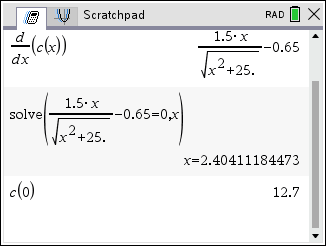 Scratchpad RAD
d/dx(c(x)) 1.5·x/√(x²+25.)−0.65
solve(1.5·x/√(x²+25.)−0.65=0,x)
x=2.40411184473
c(0) 12.7